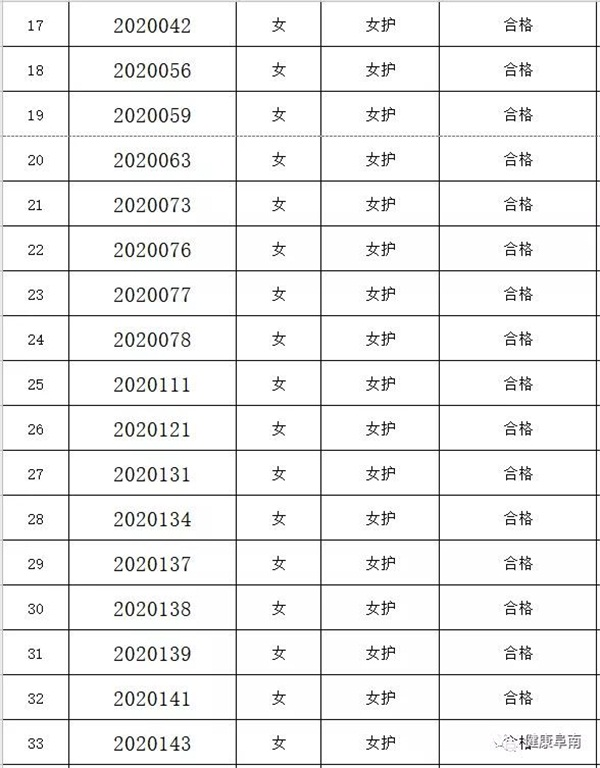 17 2020042 女 女护 合格
18 2020056 女 女护 合格
19 2020059 女 女护 合格
20 2020063 女 女护 合格
21 2020073 女 女护 合格
22 2020076 女 女护 合格
23 2020077 女 女护 合格
24 2020078 女 女护 合格
25 2020111 女 女护 合格
26 2020121 女 女护 合格
27 2020131 女 女护 合格
28 2020134 女 女护 合格
29 2020137 女 女护 合格
30 2020138 女 女护 合格
31 2020139 女 女护 合格
32 2020141 女 女护 合格
33 2020143 女 女护 合格
健康阜南